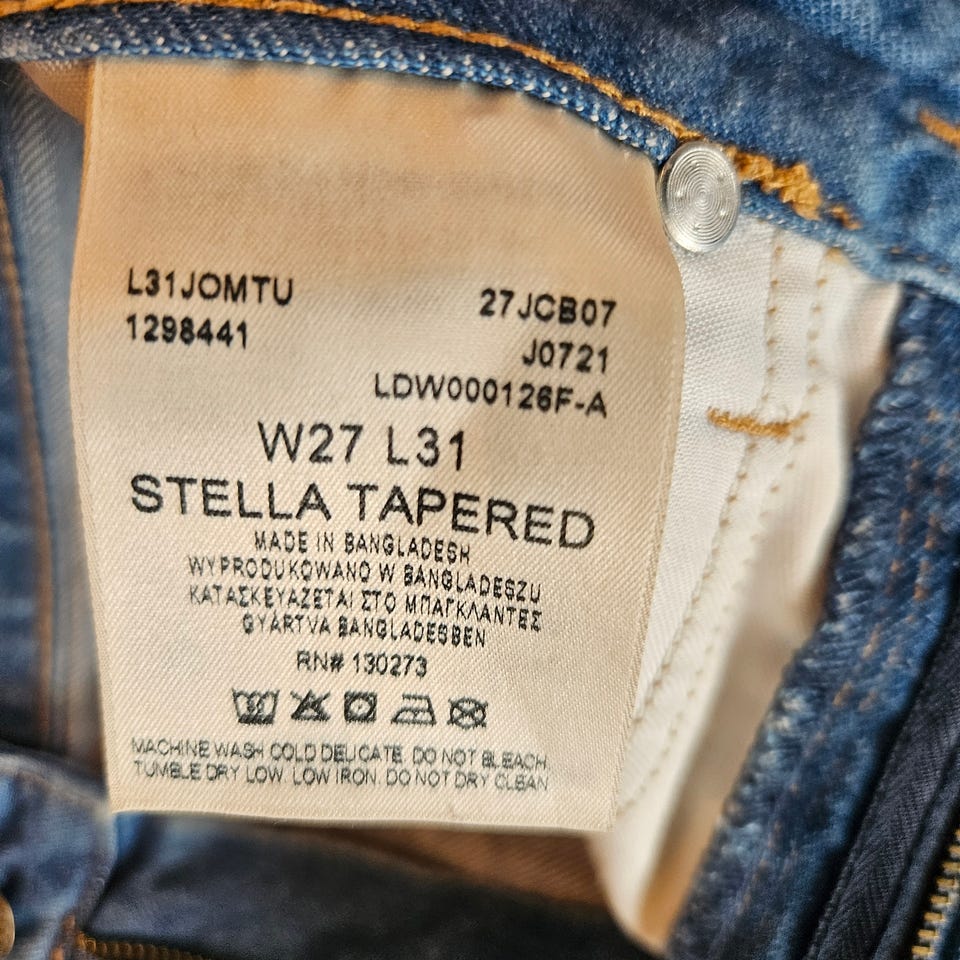 L31JOMTU 27JCB07
1298441 J0721
LDW000126F-A
W27 L31
STELLA TAPERED
MADE IN BANGLADESH
WYPRODUKOWANO W BANGLADESZU
ΚΑΤΑΣΚΕΥΑΖΕΤΑΙ ΣΤΟ ΜΠΑΓΚΛΑΝΤΕΣ
GYÁRTVA BANGLADESBEN
RN# 130273
MACHINE WASH COLD DELICATE. DO NOT BLEACH.
TUMBLE DRY LOW. LOW IRON. DO NOT DRY CLEAN